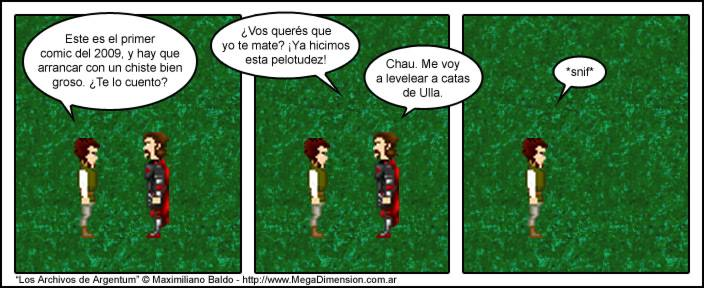 Este es el primer
comic del 2009, y hay que
arrancar con un chiste bien
groso. ¿Te lo cuento?
¿Vos querés que
yo te mate? ¡Ya hicimos
esta pelotudez!
Chau. Me voy
a levelear a catas
de Ulla.
*snif*
"Los Archivos de Argentum" © Maximiliano Baldo - http://www.MegaDimension.com.ar